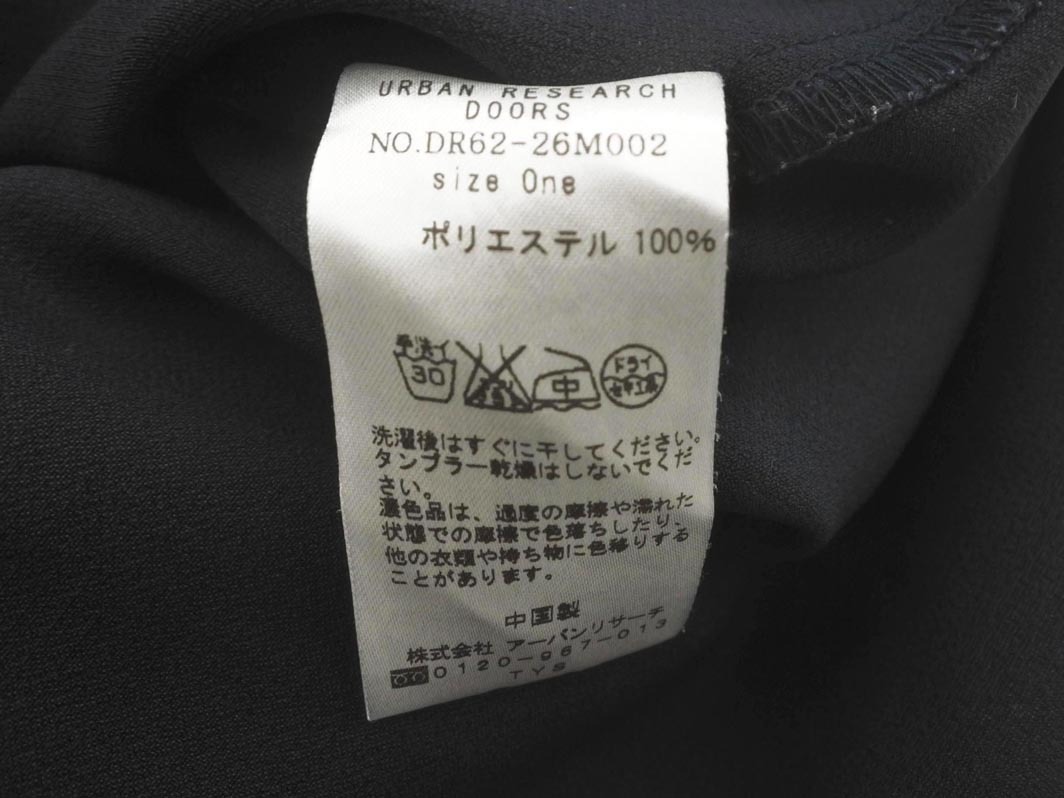 URBAN RESEARCH
DOORS
NO.DR62-26M002
size One
ポリエステル 100%
手洗イ
30
中
ドライ
セキユ系
洗濯後はすぐに干してください。
タンブラー乾燥はしないでくだ
さい。
濃色品は、過度の摩擦や濡れた
状態での摩擦で色落ちしたり、
他の衣類や持ち物に色移りする
ことがあります。
中国製
株式会社 アーバンリサーチ
0120-967-013
TYS